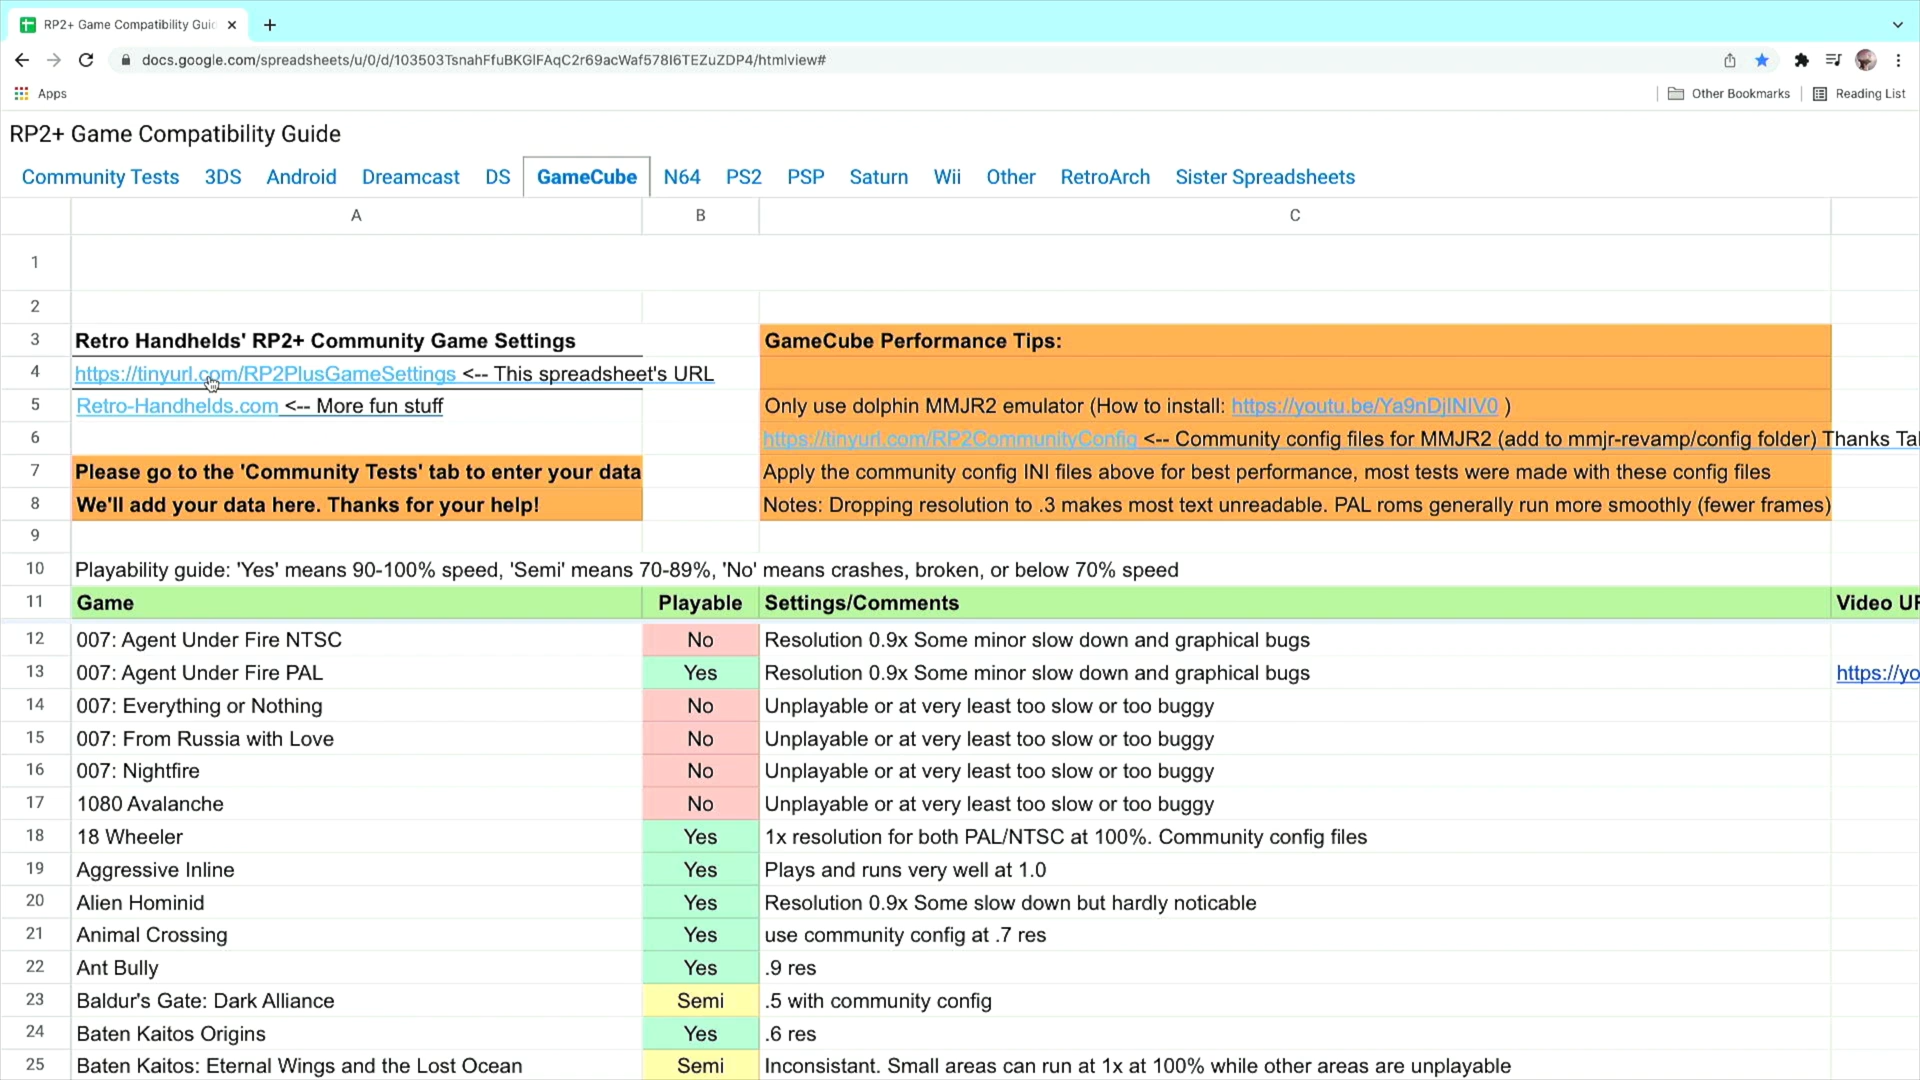 RP2+ Game Compatibility Guid
docs.google.com/spreadsheets/u/0/d/103503TsnahFfuBKGlFAqC2r69acWaf578I6TEZuZDP4/htmlview#
Apps
Other Bookmarks
Reading List
RP2+ Game Compatibility Guide
Community Tests 3DS Android Dreamcast DS GameCube N64 PS2 PSP Saturn Wii Other RetroArch Sister Spreadsheets
A B C
1
2
3 Retro Handhelds' RP2+ Community Game Settings GameCube Performance Tips:
4 https://tinyurl.com/RP2PlusGameSettings <-- This spreadsheet's URL
5 Retro-Handhelds.com <-- More fun stuff Only use dolphin MMJR2 emulator (How to install: https://youtu.be/Ya9nDjINIV0 )
6 https://tinyurl.com/RP2CommunityConfig <-- Community config files for MMJR2 (add to mmjr-revamp/config folder) Thanks Tal
7 Please go to the 'Community Tests' tab to enter your data Apply the community config INI files above for best performance, most tests were made with these config files
8 We'll add your data here. Thanks for your help! Notes: Dropping resolution to .3 makes most text unreadable. PAL roms generally run more smoothly (fewer frames)
9
10 Playability guide: 'Yes' means 90-100% speed, 'Semi' means 70-89%, 'No' means crashes, broken, or below 70% speed
11 Game Playable Settings/Comments Video UR
12 007: Agent Under Fire NTSC No Resolution 0.9x Some minor slow down and graphical bugs
13 007: Agent Under Fire PAL Yes Resolution 0.9x Some minor slow down and graphical bugs https://yo
14 007: Everything or Nothing No Unplayable or at very least too slow or too buggy
15 007: From Russia with Love No Unplayable or at very least too slow or too buggy
16 007: Nightfire No Unplayable or at very least too slow or too buggy
17 1080 Avalanche No Unplayable or at very least too slow or too buggy
18 18 Wheeler Yes 1x resolution for both PAL/NTSC at 100%. Community config files
19 Aggressive Inline Yes Plays and runs very well at 1.0
20 Alien Hominid Yes Resolution 0.9x Some slow down but hardly noticable
21 Animal Crossing Yes use community config at .7 res
22 Ant Bully Yes .9 res
23 Baldur's Gate: Dark Alliance Semi .5 with community config
24 Baten Kaitos Origins Yes .6 res
25 Baten Kaitos: Eternal Wings and the Lost Ocean Semi Inconsistant. Small areas can run at 1x at 100% while other areas are unplayable